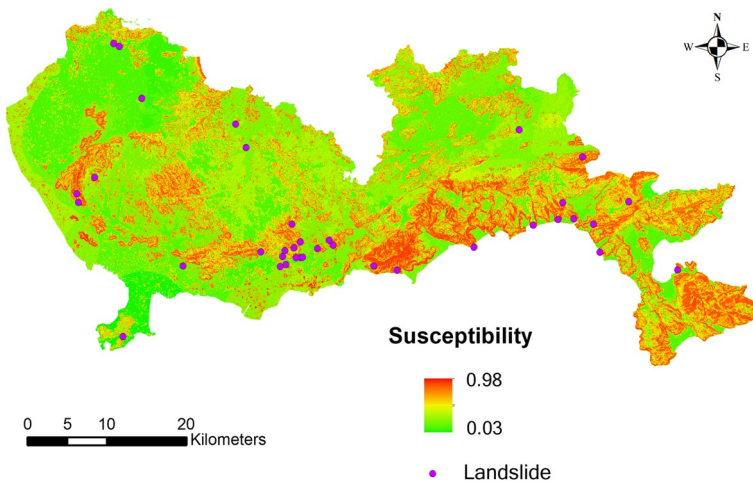 N
W E
S
Susceptibility
0.98
0.03
0 5 10 20
Kilometers
Landslide